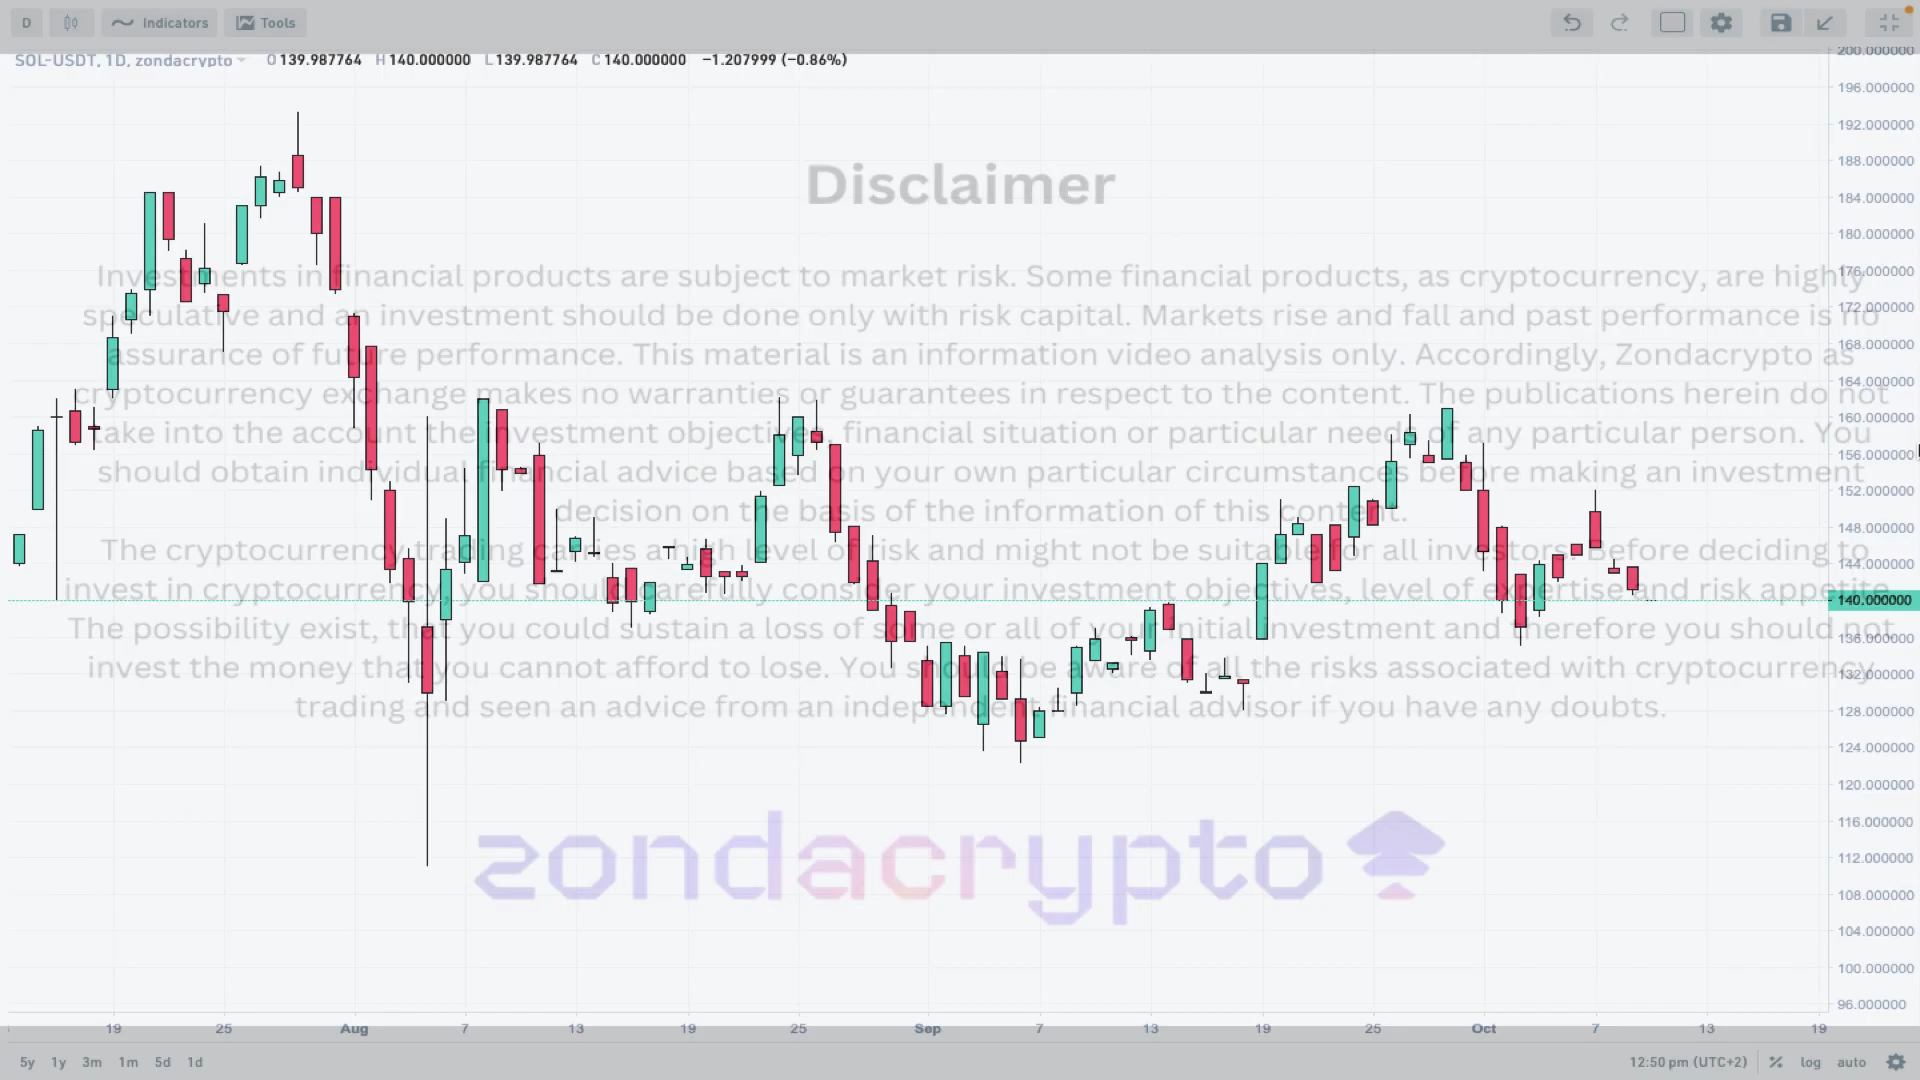 D Indicators Tools
SOL-USDT, 1D, zondacrypto O 139.987764 H 140.000000 L 139.987764 C 140.000000 −1.207999 (−0.86%)
200.000000
196.000000
192.000000
188.000000
184.000000
180.000000
176.000000
172.000000
168.000000
164.000000
160.000000
156.000000
152.000000
148.000000
144.000000
140.000000
136.000000
132.000000
128.000000
124.000000
120.000000
116.000000
112.000000
108.000000
104.000000
100.000000
96.000000
Disclaimer
Investments in financial products are subject to market risk. Some financial products, as cryptocurrency, are highly
speculative and an investment should be done only with risk capital. Markets rise and fall and past performance is no
assurance of future performance. This material is an information video analysis only. Accordingly, Zondacrypto as
cryptocurrency exchange makes no warranties or guarantees in respect to the content. The publications herein do not
take into the account the investment objectives, financial situation or particular needs of any particular person. You
should obtain individual financial advice based on your own particular circumstances before making an investment
decision on the basis of the information of this content.
The cryptocurrency trading carries a high level of risk and might not be suitable for all investors. Before deciding to
invest in cryptocurrency, you should carefully consider your investment objectives, level of expertise and risk appetite.
The possibility exist, that you could sustain a loss of some or all of your initial investment and therefore you should not
invest the money that you cannot afford to lose. You should be aware of all the risks associated with cryptocurrency
trading and seen an advice from an independent financial advisor if you have any doubts.
zondacrypto
19 25 Aug 7 13 19 25 Sep 7 13 19 25 Oct 7 13 19
5y 1y 3m 1m 5d 1d 12:50 pm (UTC+2) % log auto